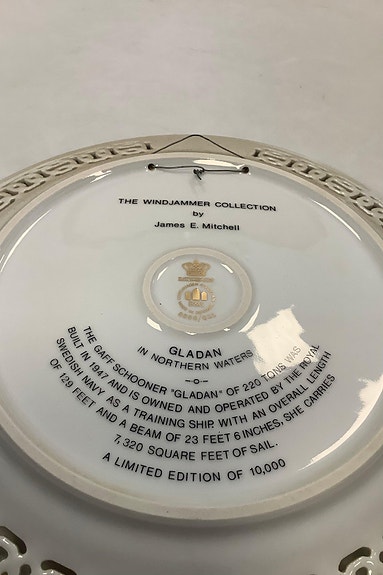 THE WINDJAMMER COLLECTION
by
James E. Mitchell
GLADAN
IN NORTHERN WATERS
THE GAFF SCHOONER "GLADAN" OF 220 TONS WAS
BUILT IN 1947 AND IS OWNED AND OPERATED BY THE ROYAL
SWEDISH NAVY AS A TRAINING SHIP. WITH AN OVERALL LENGTH
OF 129 FEET AND A BEAM OF 23 FEET 6 INCHES, SHE CARRIES
7,320 SQUARE FEET OF SAIL.
A LIMITED EDITION OF 10,000